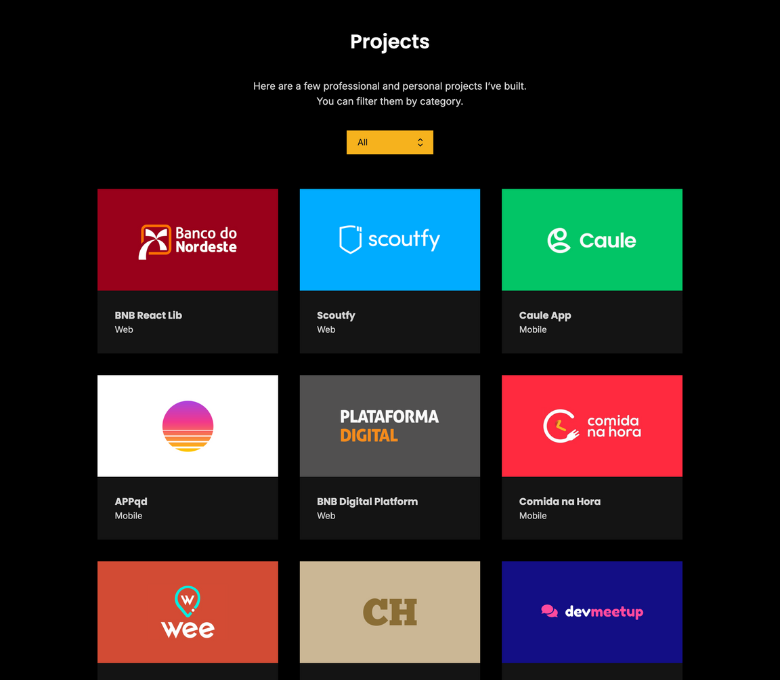 Projects
Here are a few professional and personal projects I've built.
You can filter them by category.
All
Banco do
Nordeste
scoutfy
Caule
BNB React Lib
Web
Scoutfy
Web
Caule App
Mobile
PLATAFORMA
DIGITAL
comida
na hora
APPqd
Mobile
BNB Digital Platform
Web
Comida na Hora
Mobile
W
wee
CH
devmeetup